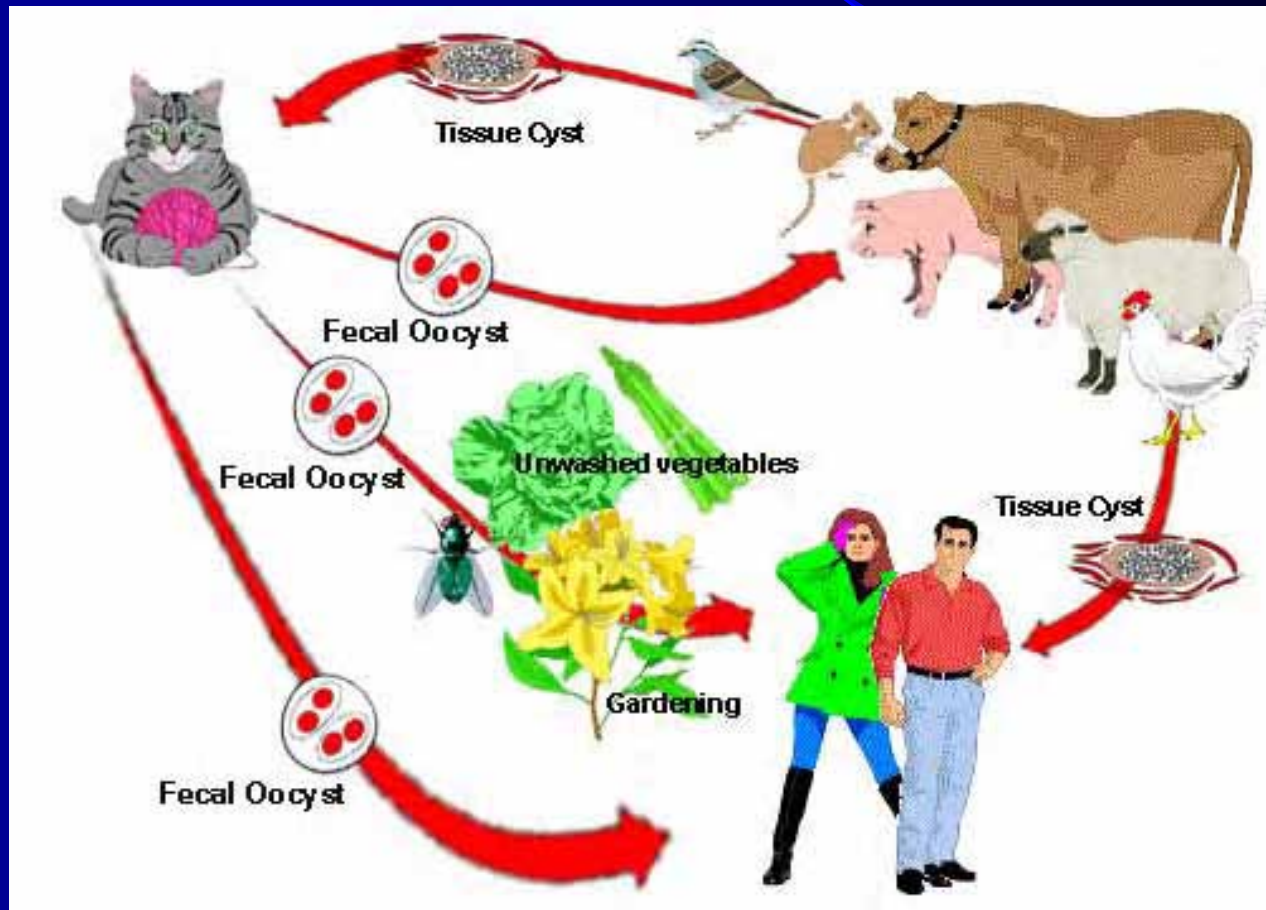 Tissue Cyst
Fecal Oocyst
Fecal Oocyst
Unwashed vegetables
Tissue Cyst
Gardening
Fecal Oocyst